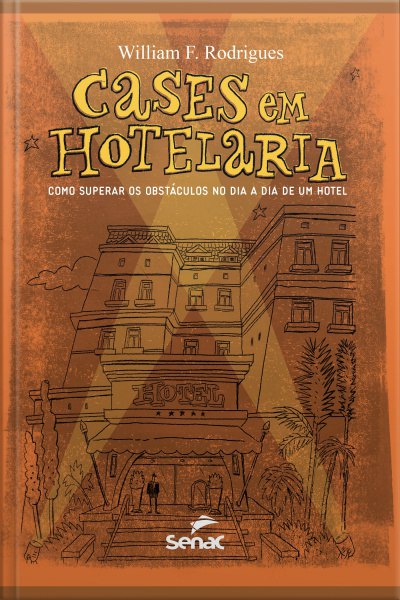 William F. Rodrigues
CASES EM
HOTELARIA
COMO SUPERAR OS OBSTÁCULOS NO DIA A DIA DE UM HOTEL
HOTEL
Senac